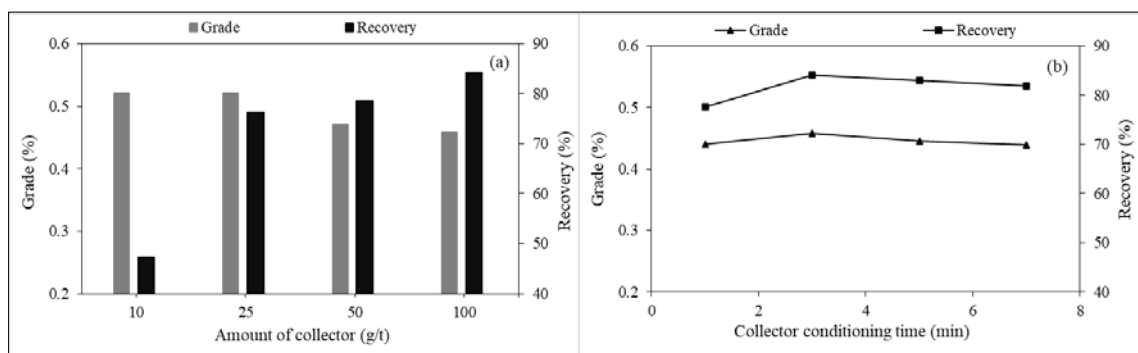 Grade
Recovery
(a)
0.6
0.5
0.4
0.3
0.2
Grade (%)
90
80
70
60
50
40
Recovery (%)
10 25 50 100
Amount of collector (g/t)
Grade
Recovery
(b)
0.6
0.5
0.4
0.3
0.2
Grade (%)
90
80
70
60
50
40
Recovery (%)
0 2 4 6 8
Collector conditioning time (min)